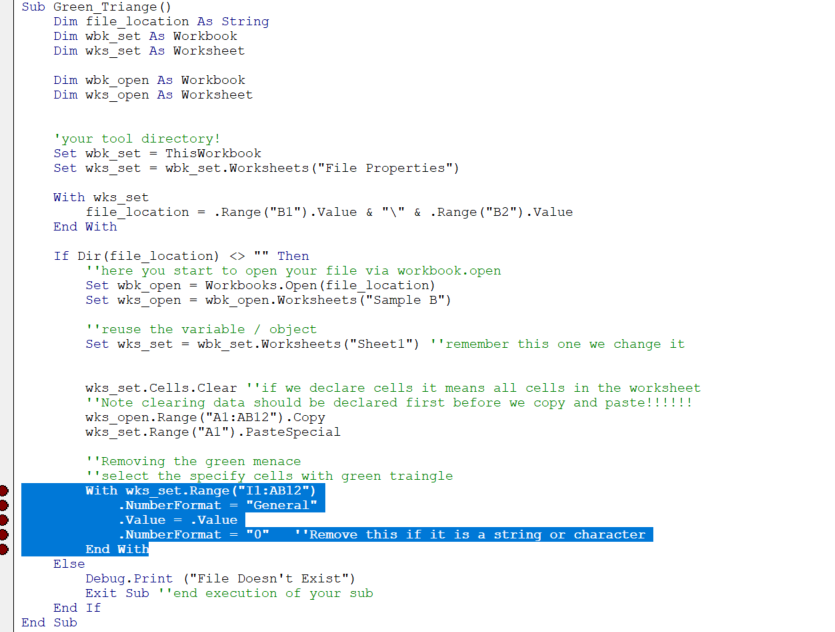 Sub Green_Triange()
Dim file_location As String
Dim wbk_set As Workbook
Dim wks_set As Worksheet
Dim wbk_open As Workbook
Dim wks_open As Worksheet
'your tool directory!
Set wbk_set = ThisWorkbook
Set wks_set = wbk_set.Worksheets("File Properties")
With wks_set
file_location = .Range("B1").Value & "\" & .Range("B2").Value
End With
If Dir(file_location) <> "" Then
''here you start to open your file via workbook.open
Set wbk_open = Workbooks.Open(file_location)
Set wks_open = wbk_open.Worksheets("Sample B")
''reuse the variable / object
Set wks_set = wbk_set.Worksheets("Sheet1") ''remember this one we change it
wks_set.Cells.Clear ''if we declare cells it means all cells in the worksheet
''Note clearing data should be declared first before we copy and paste!!!!!!
wks_open.Range("A1:AB12").Copy
wks_set.Range("A1").PasteSpecial
''Removing the green menace
''select the specify cells with green traingle
With wks_set.Range("I1:AB12")
.NumberFormat = "General"
.Value = .Value
.NumberFormat = "0" ''Remove this if it is a string or character
End With
Else
Debug.Print ("File Doesn't Exist")
Exit Sub ''end execution of your sub
End If
End Sub